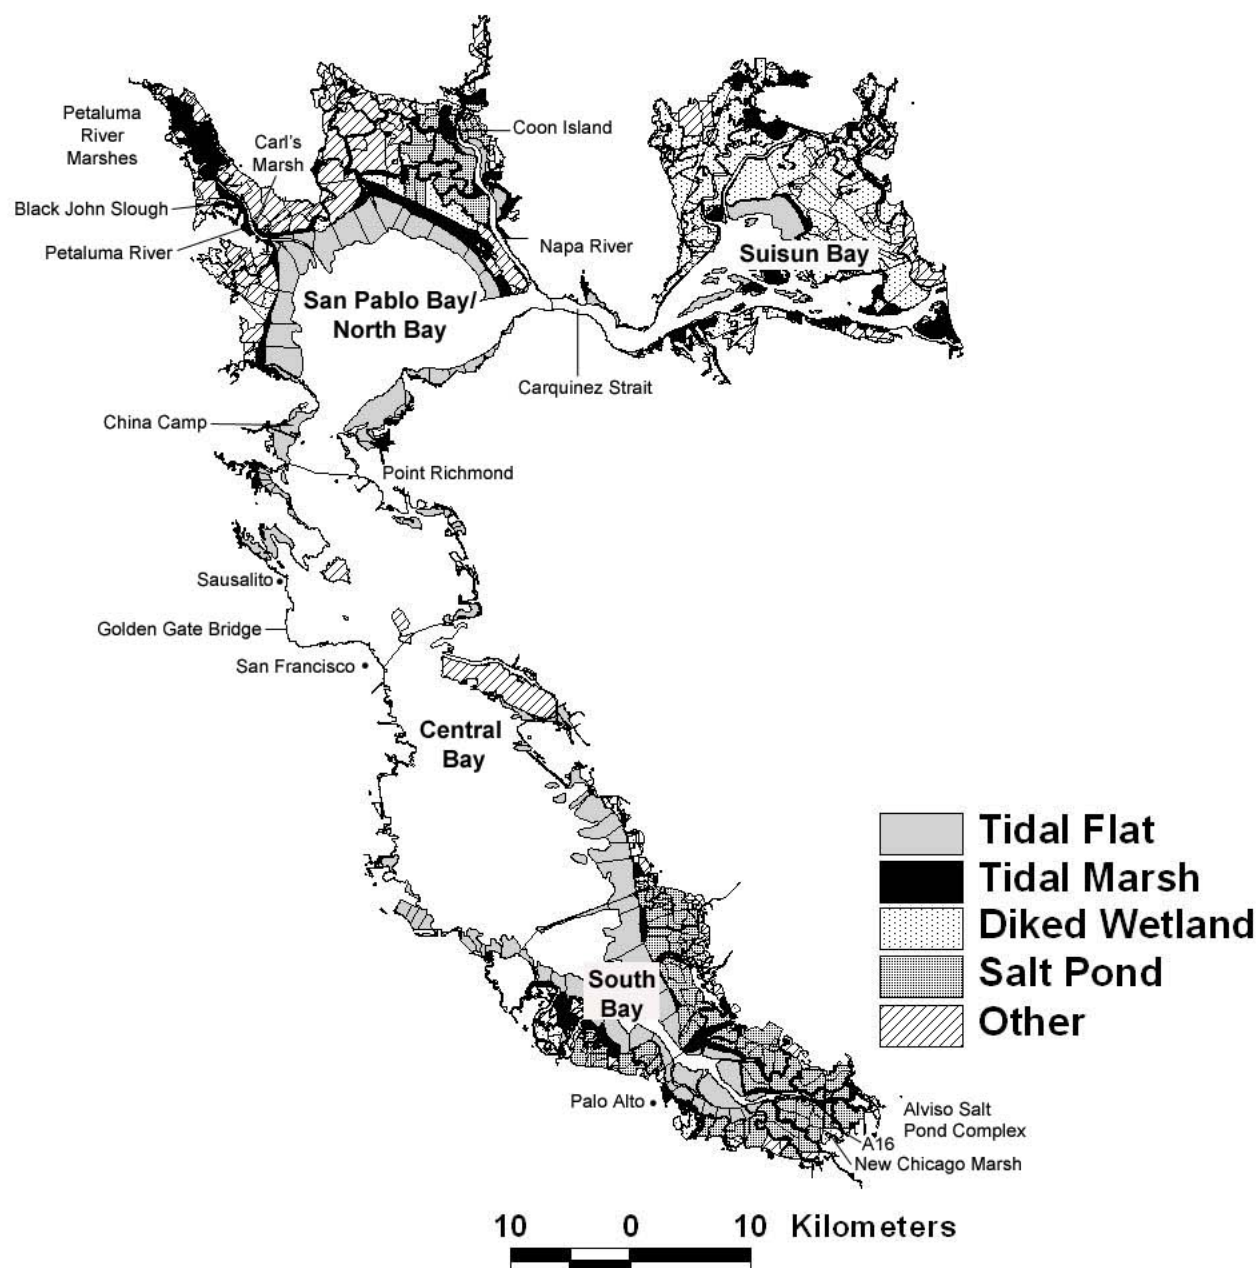 Petaluma
River
Marshes
Carl's
Marsh
Coon Island
Black John Slough
Petaluma River
Napa River
Suisun Bay
San Pablo Bay/
North Bay
Carquinez Strait
China Camp
Point Richmond
Sausalito
Golden Gate Bridge
San Francisco
Central
Bay
Tidal Flat
Tidal Marsh
Diked Wetland
Salt Pond
Other
South
Bay
Palo Alto
Alviso Salt
Pond Complex
A16
New Chicago Marsh
10 0 10 Kilometers